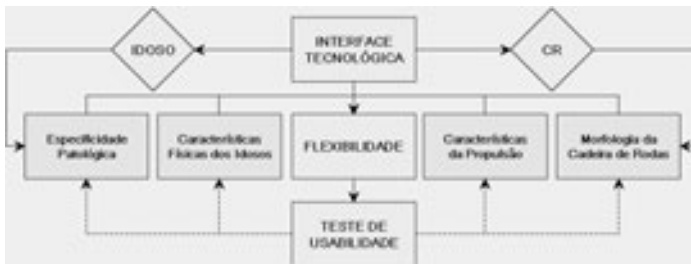 IDOSO
INTERFACE
TECNOLÓGICA
CR
Especificidade
Patológica
Características
Físicas dos Idosos
FLEXIBILIDADE
Características
da Propulsão
Morfologia da
Cadeira de Rodas
TESTE DE
USABILIDADE